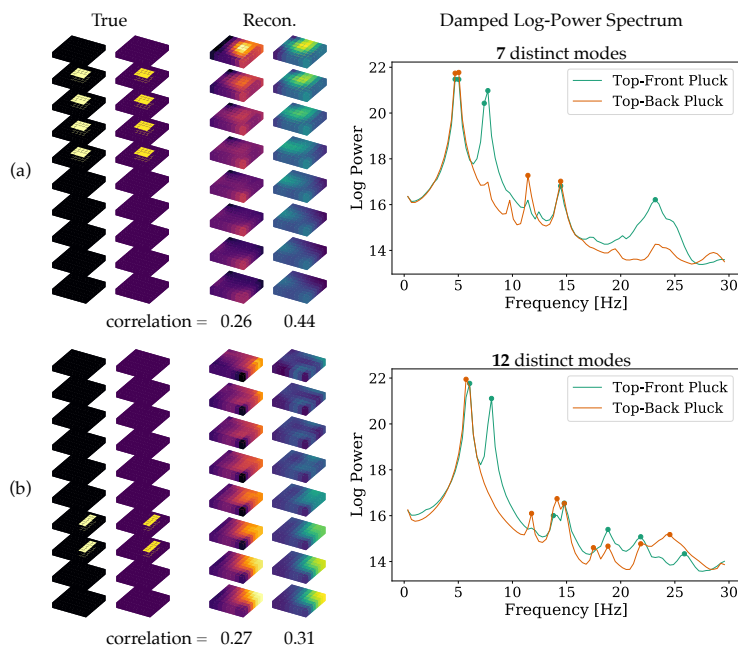 True Recon. Damped Log-Power Spectrum
7 distinct modes
(a)
Log Power
22
20
18
16
14
Top-Front Pluck
Top-Back Pluck
0 5 10 15 20 25 30
Frequency [Hz]
correlation = 0.26 0.44
12 distinct modes
(b)
Log Power
22
20
18
16
14
Top-Front Pluck
Top-Back Pluck
0 5 10 15 20 25 30
Frequency [Hz]
correlation = 0.27 0.31